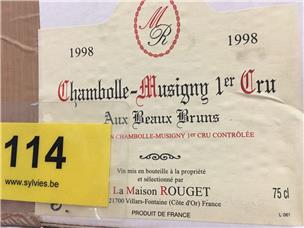 M
R
1998 1998
Chambolle-Musigny 1er Cru
Aux Beaux Bruns
CHAMBOLLE-MUSIGNY 1er CRU CONTRÔLÉE
Vin mis en bouteille à la propriété
et sélectionné par
La Maison ROUGET 75 cl
21700 Villars-Fontaine (Côte d'Or) France
PRODUIT DE FRANCE
114
www.sylvies.be